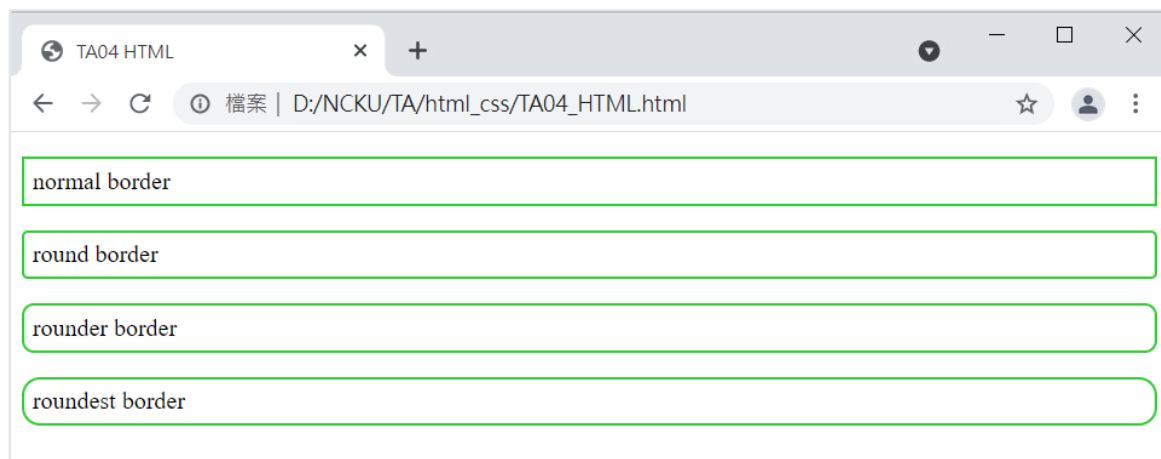 TA04 HTML
檔案 | D:/NCKU/TA/html_css/TA04_HTML.html
normal border
round border
rounder border
roundest border